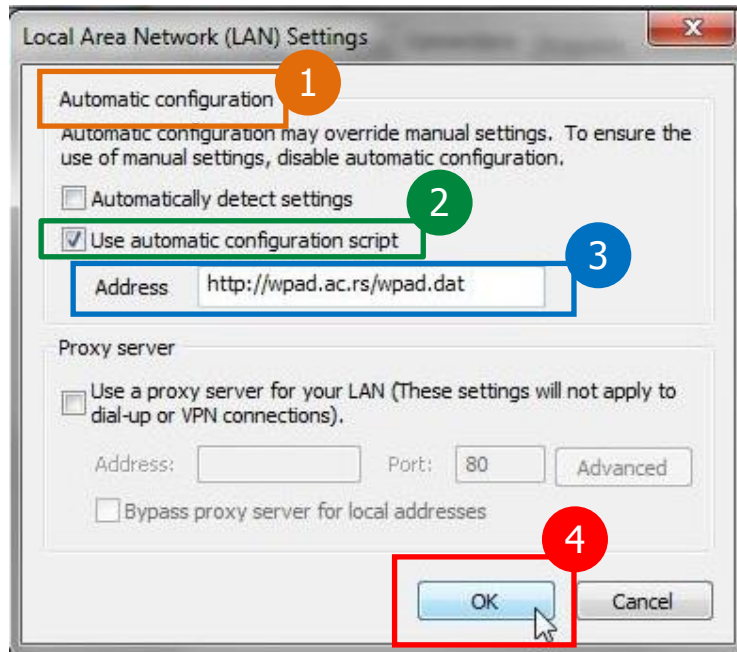 Local Area Network (LAN) Settings
X
1
Automatic configuration
Automatic configuration may override manual settings. To ensure the
use of manual settings, disable automatic configuration.
Automatically detect settings
2
Use automatic configuration script
3
Address http://wpad.ac.rs/wpad.dat
Proxy server
Use a proxy server for your LAN (These settings will not apply to
dial-up or VPN connections).
Address: Port: 80 Advanced
Bypass proxy server for local addresses
4
OK Cancel